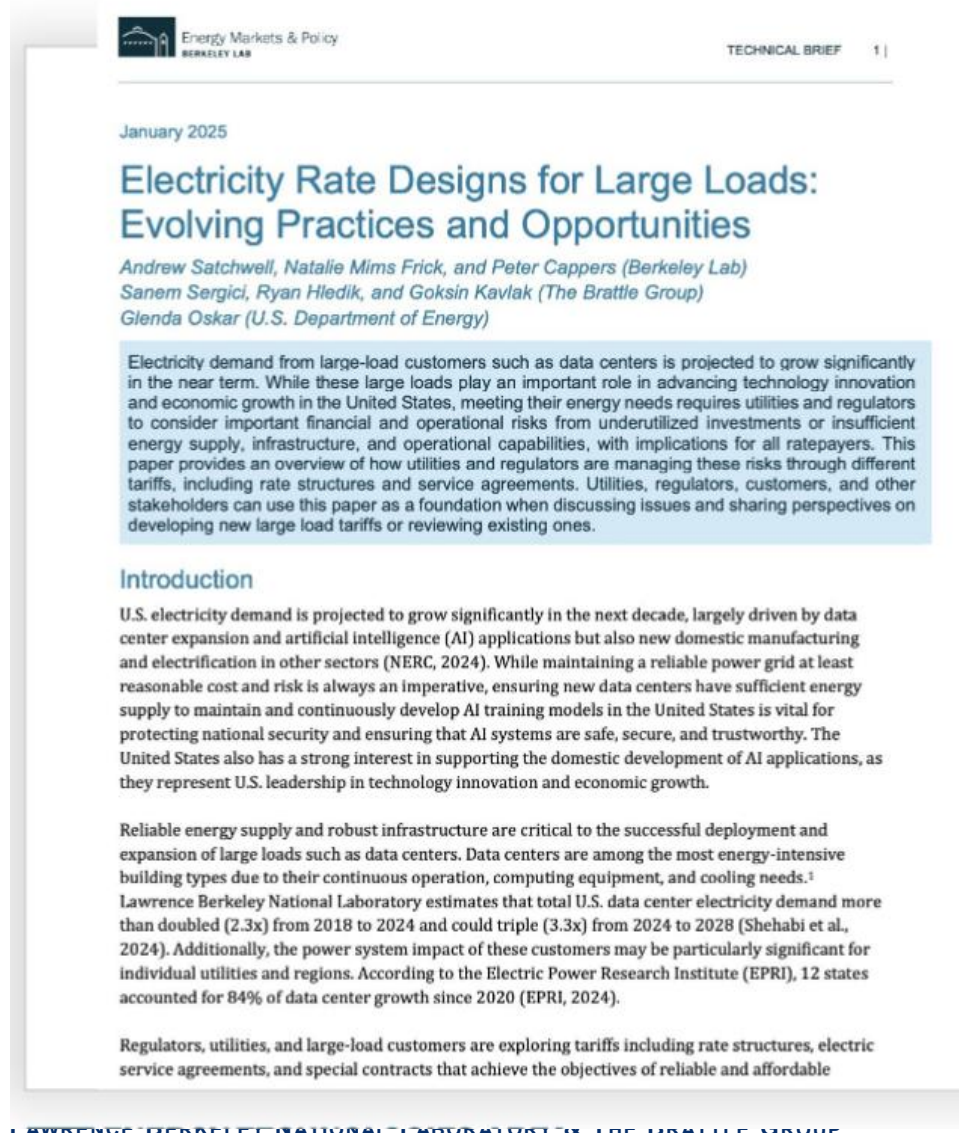 Energy Markets & Policy
BERKELEY LAB
TECHNICAL BRIEF 1 |
January 2025
Electricity Rate Designs for Large Loads:
Evolving Practices and Opportunities
Andrew Satchwell, Natalie Mims Frick, and Peter Cappers (Berkeley Lab)
Sanem Sergici, Ryan Hledik, and Goksin Kavlak (The Brattle Group)
Glenda Oskar (U.S. Department of Energy)
Electricity demand from large-load customers such as data centers is projected to grow significantly
in the near term. While these large loads play an important role in advancing technology innovation
and economic growth in the United States, meeting their energy needs requires utilities and regulators
to consider important financial and operational risks from underutilized investments or insufficient
energy supply, infrastructure, and operational capabilities, with implications for all ratepayers. This
paper provides an overview of how utilities and regulators are managing these risks through different
tariffs, including rate structures and service agreements. Utilities, regulators, customers, and other
stakeholders can use this paper as a foundation when discussing issues and sharing perspectives on
developing new large load tariffs or reviewing existing ones.
Introduction
U.S. electricity demand is projected to grow significantly in the next decade, largely driven by data
center expansion and artificial intelligence (AI) applications but also new domestic manufacturing
and electrification in other sectors (NERC, 2024). While maintaining a reliable power grid at least
reasonable cost and risk is always an imperative, ensuring new data centers have sufficient energy
supply to maintain and continuously develop AI training models in the United States is vital for
protecting national security and ensuring that AI systems are safe, secure, and trustworthy. The
United States also has a strong interest in supporting the domestic development of AI applications, as
they represent U.S. leadership in technology innovation and economic growth.
Reliable energy supply and robust infrastructure are critical to the successful deployment and
expansion of large loads such as data centers. Data centers are among the most energy-intensive
building types due to their continuous operation, computing equipment, and cooling needs.¹
Lawrence Berkeley National Laboratory estimates that total U.S. data center electricity demand more
than doubled (2.3x) from 2018 to 2024 and could triple (3.3x) from 2024 to 2028 (Shehabi et al.,
2024). Additionally, the power system impact of these customers may be particularly significant for
individual utilities and regions. According to the Electric Power Research Institute (EPRI), 12 states
accounted for 84% of data center growth since 2020 (EPRI, 2024).
Regulators, utilities, and large-load customers are exploring tariffs including rate structures, electric
service agreements, and special contracts that achieve the objectives of reliable and affordable